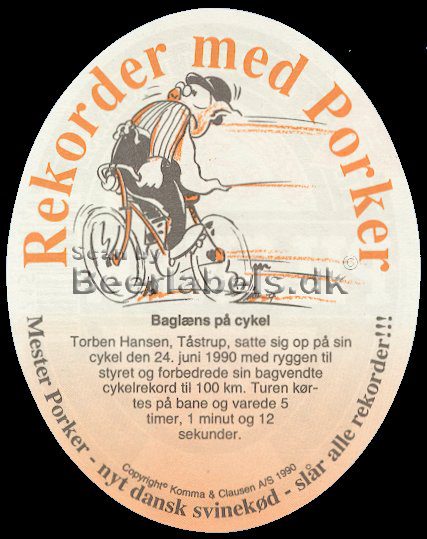 Rekorder med Porker
Scan by
Beerlabels.dk ©
Baglæns på cykel
Torben Hansen, Tåstrup, satte sig op på sin
cykel den 24. juni 1990 med ryggen til
styret og forbedrede sin bagvendte
cykelrekord til 100 km. Turen kør-
tes på bane og varede 5
timer, 1 minut og 12
sekunder.
Copyright© Komma & Clausen A/S 1990
Mester Porker - nyt dansk svinekød - slår alle rekorder!!!